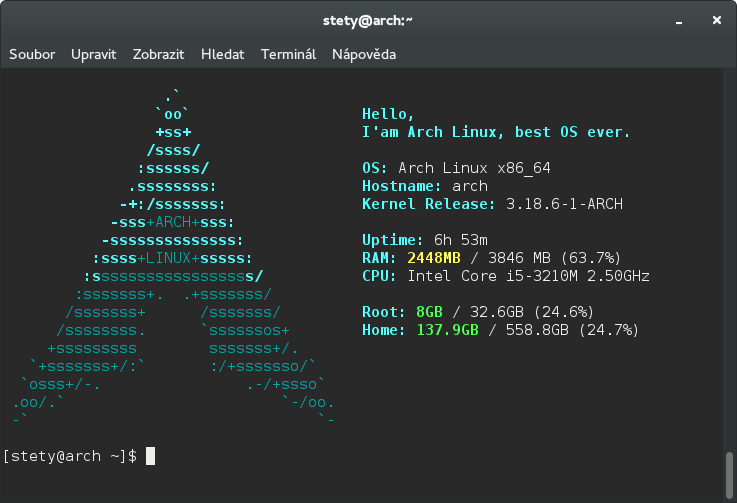 stety@arch:~
Soubor Upravit Zobrazit Hledat Terminál Nápověda
.`
`oo` Hello,
+ss+ I'am Arch Linux, best OS ever.
/ssss/
:ssssss/ OS: Arch Linux x86_64
.ssssssss: Hostname: arch
-+:/sssssss: Kernel Release: 3.18.6-1-ARCH
-sss+ARCH+sss:
-ssssssssssssss: Uptime: 6h 53m
:ssss+LINUX+sssss: RAM: 2448MB / 3846 MB (63.7%)
:sssssssssssssssss/ CPU: Intel Core i5-3210M 2.50GHz
:sssssss+. .+sssssss/
/sssssss+ /sssssss/ Root: 8GB / 32.6GB (24.6%)
/ssssssss. `ssssssos+ Home: 137.9GB / 558.8GB (24.7%)
+sssssssss sssssss+/.
`+sssssss+/:` :/+sssssso/`
`osss+/-. .-/+ssso`
.oo/.` `-/oo.
-` `-
[stety@arch ~]$